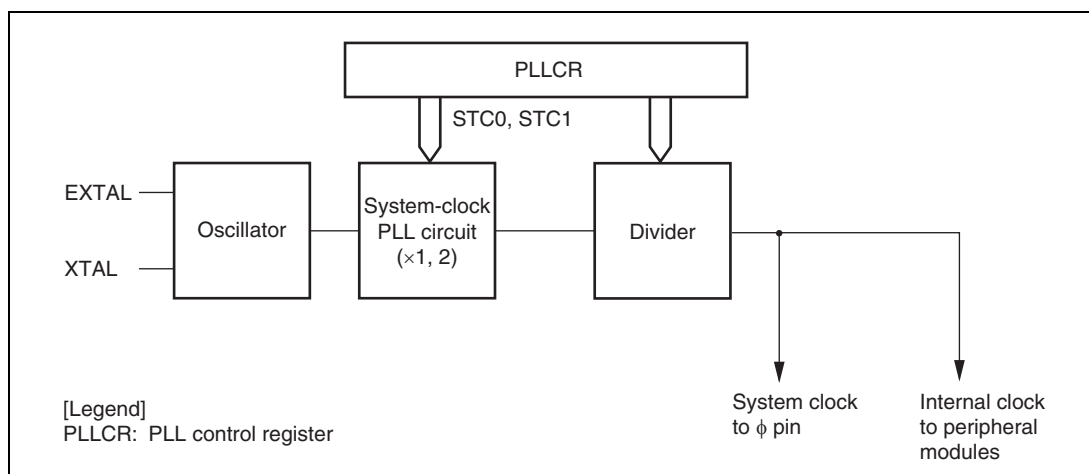 PLLCR
STC0, STC1
EXTAL
XTAL
Oscillator
System-clock
PLL circuit
(×1, 2)
Divider
System clock
to ϕ pin
Internal clock
to peripheral
modules
[Legend]
PLLCR: PLL control register